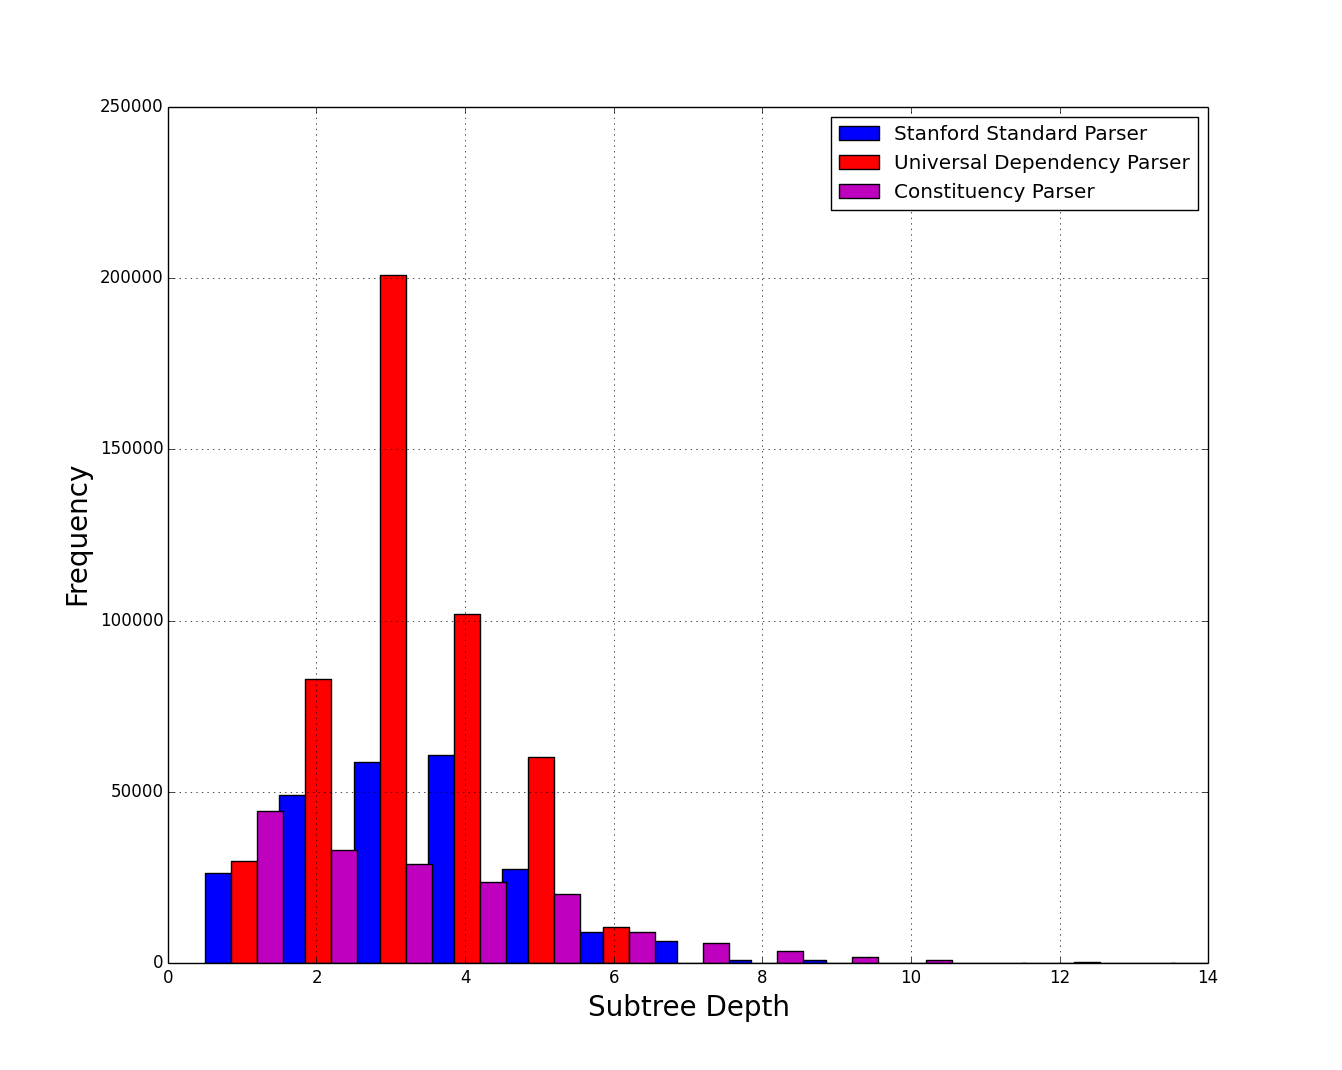 250000
200000
150000
100000
50000
0
Frequency
0 2 4 6 8 10 12 14
Subtree Depth
Stanford Standard Parser
Universal Dependency Parser
Constituency Parser